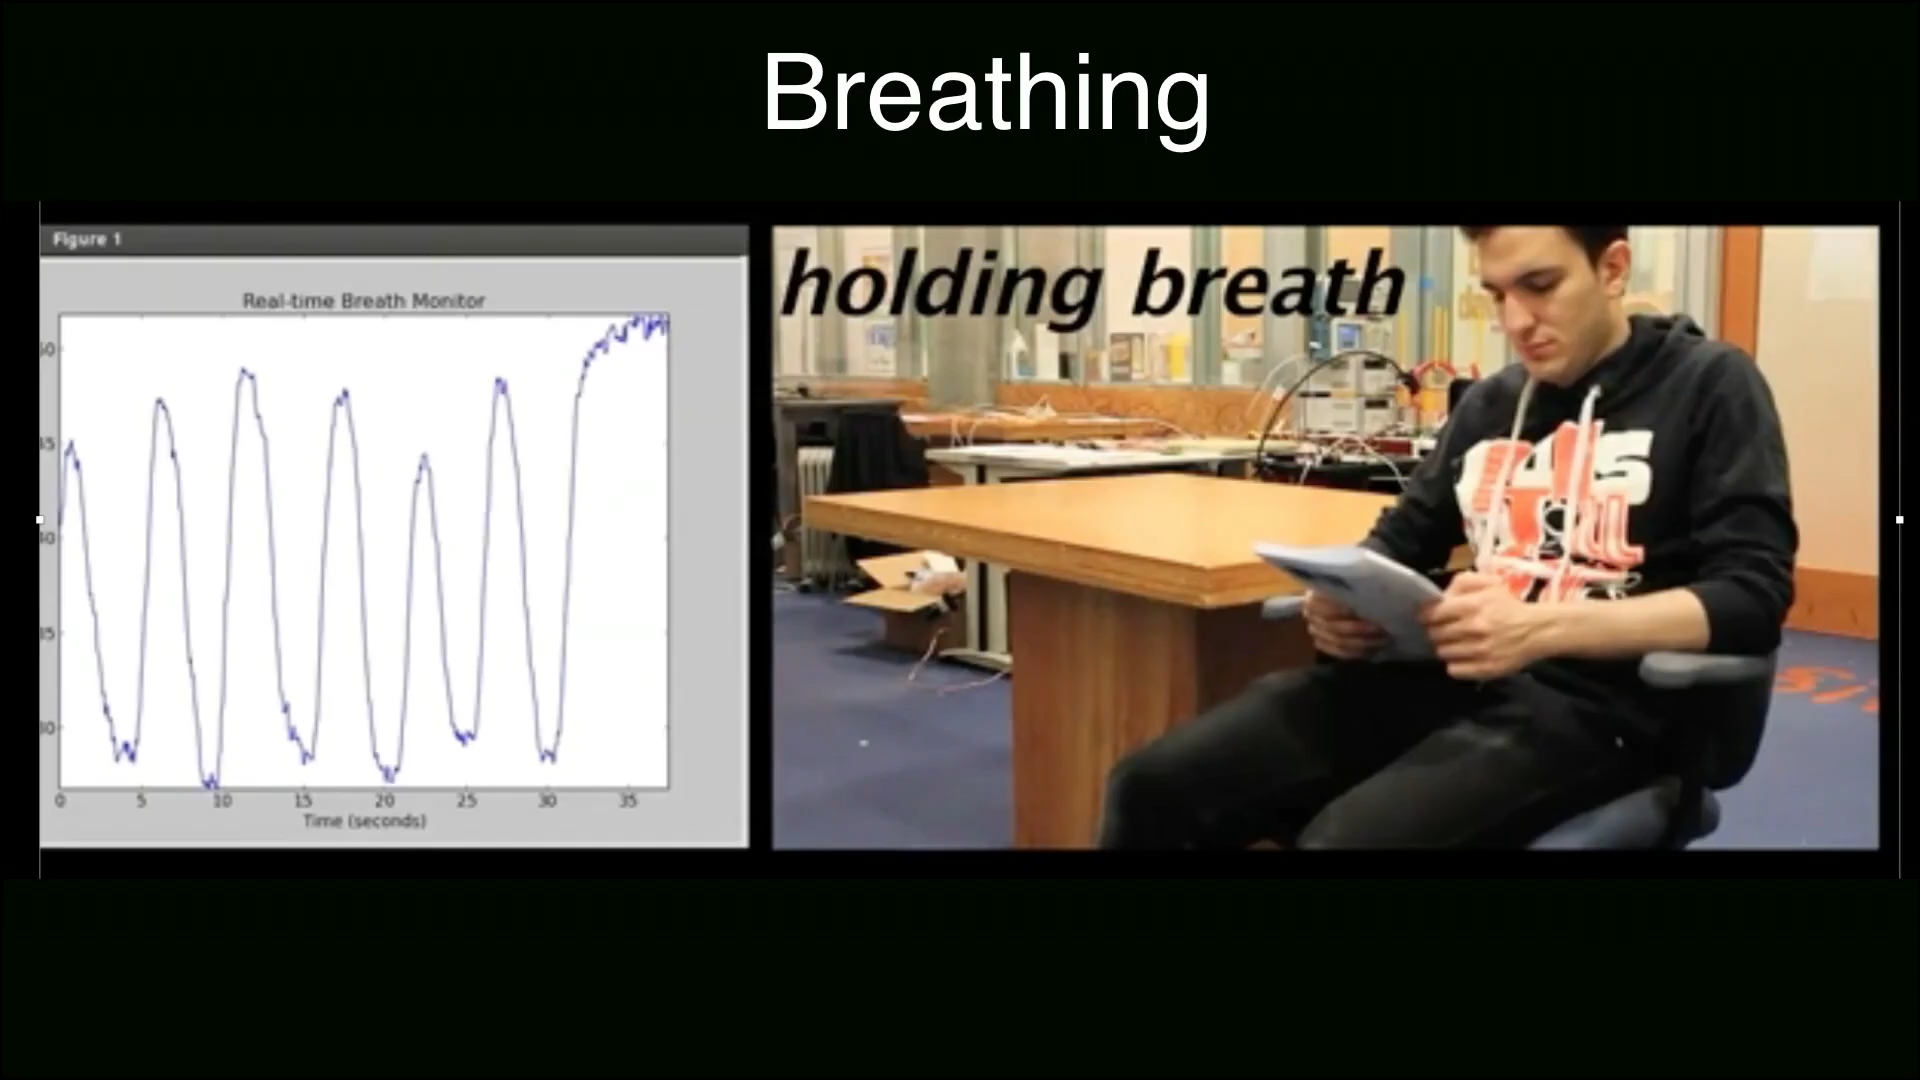 Breathing
Figure 1
Real-time Breath Monitor
0 5 10 15 20 25 30 35
Time (seconds)
holding breath